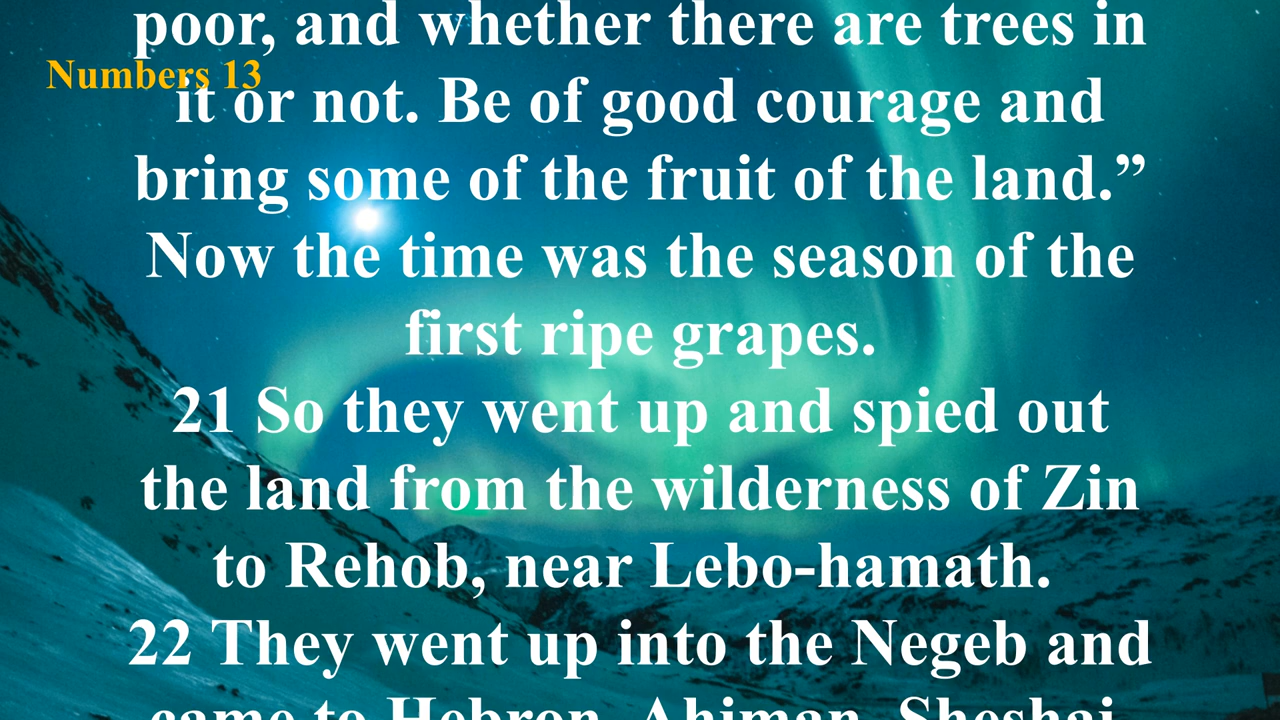 poor, and whether there are trees in
Numbers 13
it or not. Be of good courage and
bring some of the fruit of the land.”
Now the time was the season of the
first ripe grapes.
21 So they went up and spied out
the land from the wilderness of Zin
to Rehob, near Lebo-hamath.
22 They went up into the Negeb and
came to Hebron. Ahiman, Sheshai,